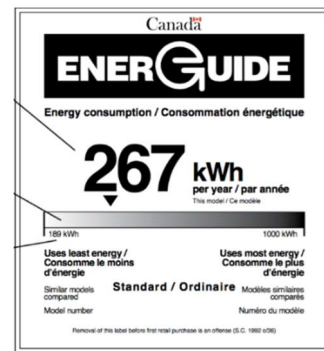 Canada
ENERGUIDE
Energy consumption / Consommation énergétique
267 kWh
per year / par année
This model / Ce modèle
189 kWh 1000 kWh
Uses least energy / Consomme le moins d'énergie
Uses most energy / Consomme le plus d'énergie
Similar models compared
Standard / Ordinaire
Modèles similaires comparés
Model number
Numéro du modèle
Removal of this label before first retail purchase is an offense (S.C. 1992 c/36)